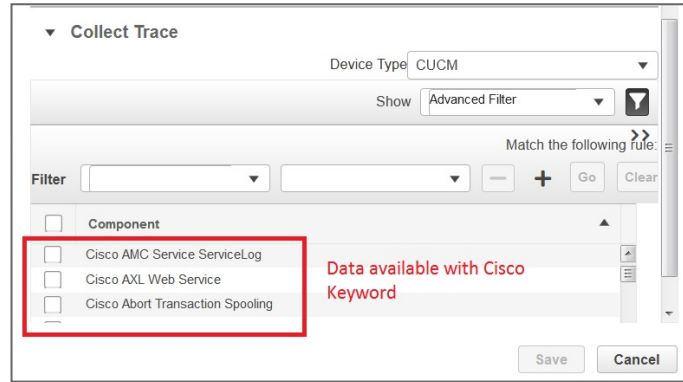 Collect Trace
Device Type CUCM
Show Advanced Filter
Match the following rule:
Filter Go Clear
Component
Cisco AMC Service ServiceLog
Cisco AXL Web Service
Cisco Abort Transaction Spooling
Data available with Cisco
Keyword
Save Cancel